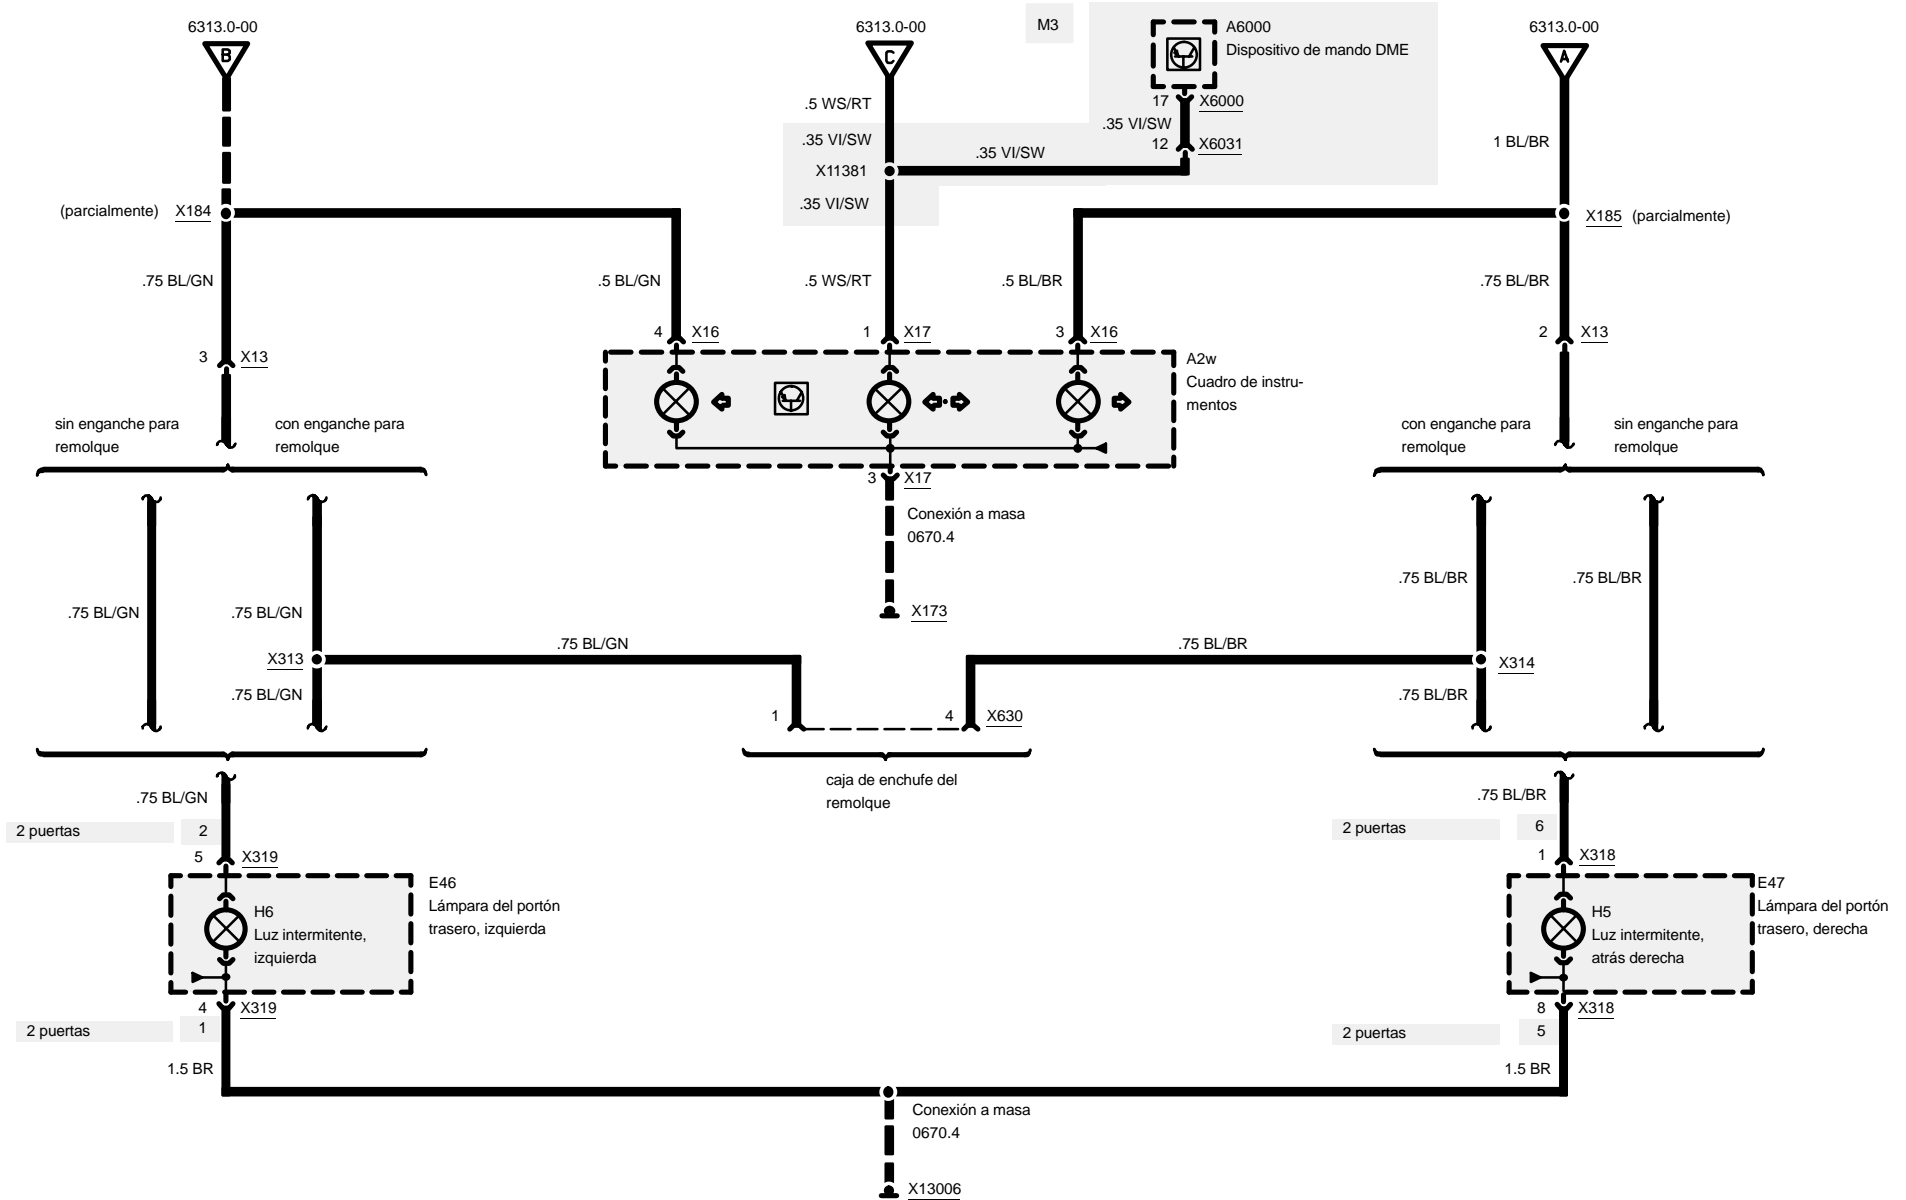 6313.0-00
6313.0-00
M3
A6000
Dispositivo de mando DME
6313.0-00
B
C
A
.5 WS/RT
17
X6000
.35 VI/SW
.35 VI/SW
12
X6031
1 BL/BR
.35 VI/SW
X11381
.35 VI/SW
(parcialmente)
X184
X185
(parcialmente)
.75 BL/GN
.5 BL/GN
.5 WS/RT
.5 BL/BR
.75 BL/BR
4
X16
1
X17
3
X16
2
X13
3
X13
A2w
Cuadro de instru-
mentos
sin enganche para
remolque
con enganche para
remolque
con enganche para
remolque
sin enganche para
remolque
3
X17
Conexión a masa
0670.4
.75 BL/BR
.75 BL/BR
.75 BL/GN
.75 BL/GN
X173
.75 BL/GN
.75 BL/BR
X313
X314
.75 BL/GN
.75 BL/BR
1
4
X630
caja de enchufe del
remolque
.75 BL/GN
.75 BL/BR
2 puertas
2
2 puertas
6
5
X319
1
X318
E46
Lámpara del portón
trasero, izquierda
H6
Luz intermitente,
izquierda
E47
Lámpara del portón
trasero, derecha
H5
Luz intermitente,
atrás derecha
4
X319
8
X318
2 puertas
1
2 puertas
5
1.5 BR
1.5 BR
Conexión a masa
0670.4
X13006